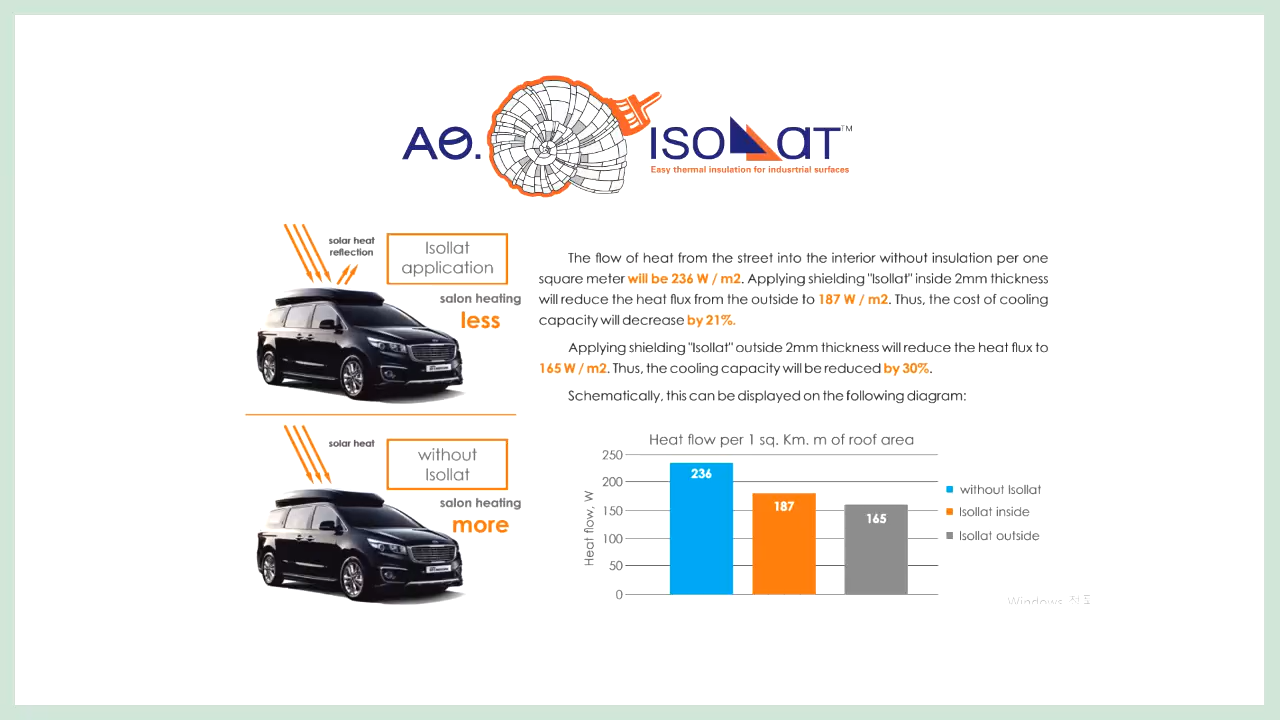 AO.
ISOLLAT™
Easy thermal insulation for indusrtrial surfaces
solar heat
reflection
Isollat
application
salon heating
less
The flow of heat from the street into the interior without insulation per one
square meter will be 236 W / m2. Applying shielding "Isollat" inside 2mm thickness
will reduce the heat flux from the outside to 187 W / m2. Thus, the cost of cooling
capacity will decrease by 21%.
Applying shielding "Isollat" outside 2mm thickness will reduce the heat flux to
165 W / m2. Thus, the cooling capacity will be reduced by 30%.
Schematically, this can be displayed on the following diagram:
solar heat
without
Isollat
salon heating
more
Heat flow per 1 sq. Km. m of roof area
Heat flow, W
250
200
150
100
50
0
236
187
165
without Isollat
Isollat inside
Isollat outside
Windows